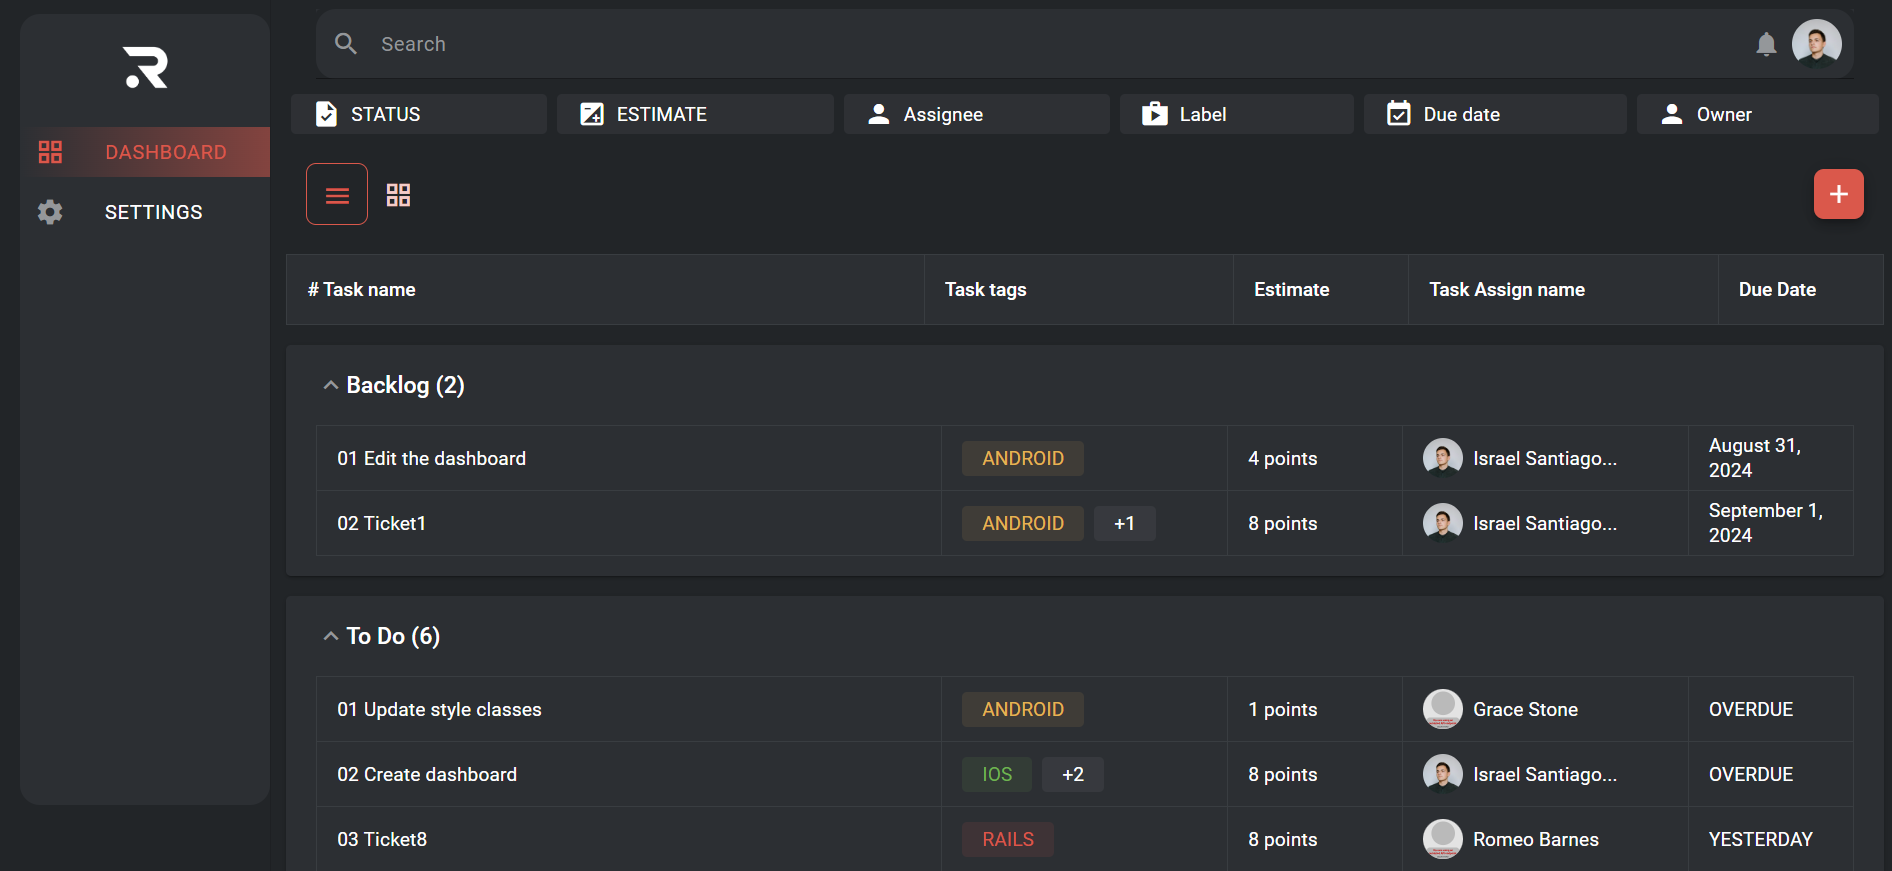 Search
STATUS
ESTIMATE
Assignee
Label
Due date
Owner
DASHBOARD
SETTINGS
# Task name
Task tags
Estimate
Task Assign name
Due Date
Backlog (2)
01 Edit the dashboard
ANDROID
4 points
Israel Santiago...
August 31,
2024
02 Ticket1
ANDROID
+1
8 points
Israel Santiago...
September 1,
2024
To Do (6)
01 Update style classes
ANDROID
1 points
Grace Stone
OVERDUE
02 Create dashboard
IOS
+2
8 points
Israel Santiago...
OVERDUE
03 Ticket8
RAILS
8 points
Romeo Barnes
YESTERDAY